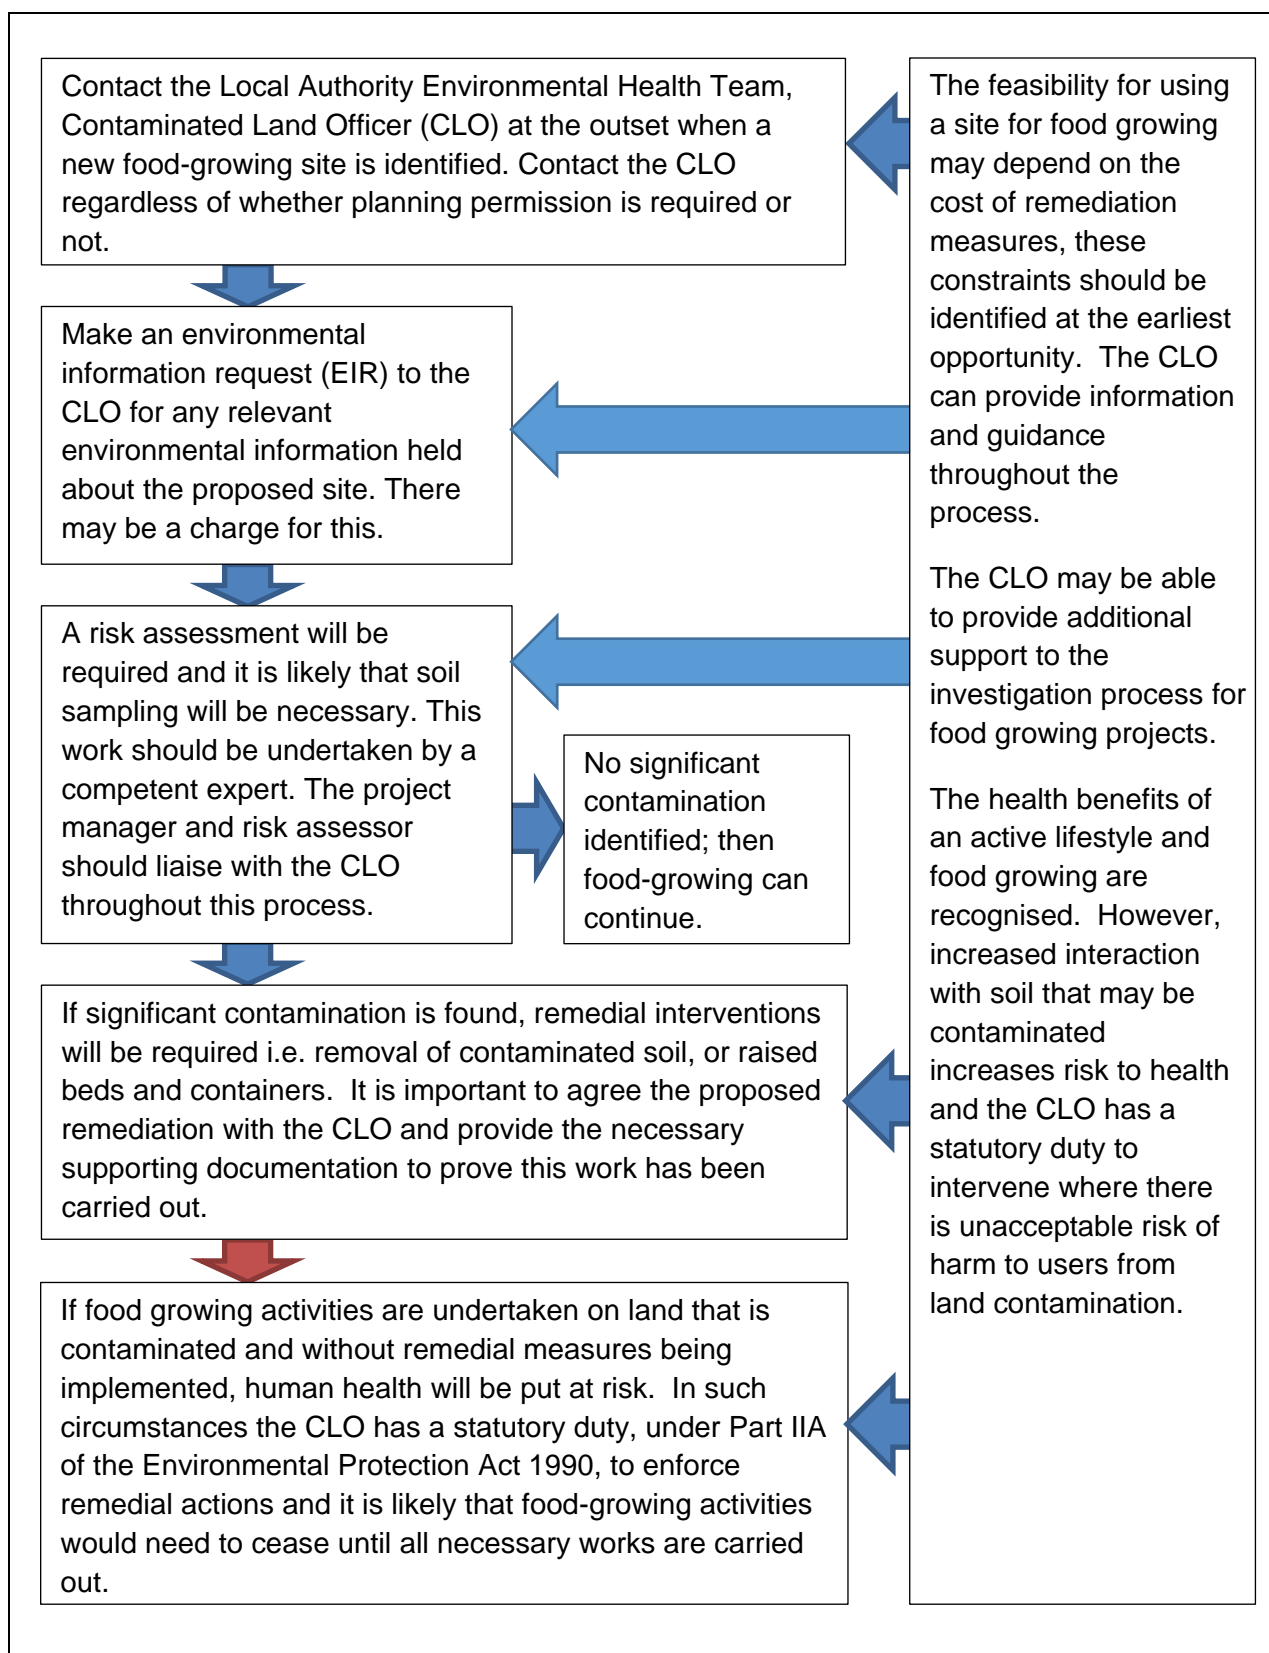 Contact the Local Authority Environmental Health Team,
Contaminated Land Officer (CLO) at the outset when a
new food-growing site is identified. Contact the CLO
regardless of whether planning permission is required or
not.
Make an environmental
information request (EIR) to the
CLO for any relevant
environmental information held
about the proposed site. There
may be a charge for this.
A risk assessment will be
required and it is likely that soil
sampling will be necessary. This
work should be undertaken by a
competent expert. The project
manager and risk assessor
should liaise with the CLO
throughout this process.
No significant
contamination
identified; then
food-growing can
continue.
If significant contamination is found, remedial interventions
will be required i.e. removal of contaminated soil, or raised
beds and containers.  It is important to agree the proposed
remediation with the CLO and provide the necessary
supporting documentation to prove this work has been
carried out.
If food growing activities are undertaken on land that is
contaminated and without remedial measures being
implemented, human health will be put at risk.  In such
circumstances the CLO has a statutory duty, under Part IIA
of the Environmental Protection Act 1990, to enforce
remedial actions and it is likely that food-growing activities
would need to cease until all necessary works are carried
out.
The feasibility for using
a site for food growing
may depend on the
cost of remediation
measures, these
constraints should be
identified at the earliest
opportunity.  The CLO
can provide information
and guidance
throughout the
process.
The CLO may be able
to provide additional
support to the
investigation process for
food growing projects.
The health benefits of
an active lifestyle and
food growing are
recognised.  However,
increased interaction
with soil that may be
contaminated
increases risk to health
and the CLO has a
statutory duty to
intervene where there
is unacceptable risk of
harm to users from
land contamination.